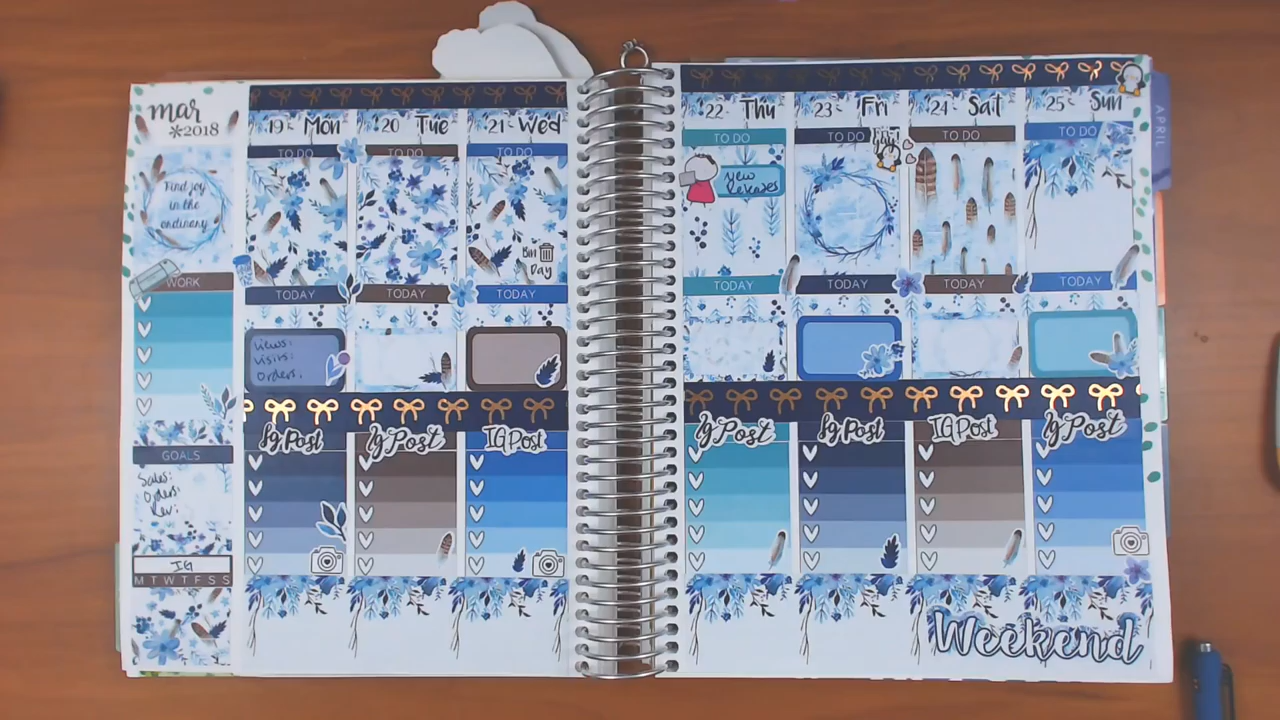 mar
*2018
19 Mon
20 Tue
21 Wed
22 Thu
23 Fri
24 Sat
25 Sun
APRIL
TO DO
TO DO
TO DO
TO DO
TO DO
TO DO
TO DO
Find joy
in the
ordinary
New
Releases
Bin
Day
WORK
TODAY
TODAY
TODAY
TODAY
TODAY
TODAY
TODAY
Views:
Visits:
Orders:
Ig Post
Ig Post
IG Post
Ig Post
Ig Post
IG Post
Ig Post
GOALS
Sales:
Orders:
Rev:
IG
M T W T F S S
Weekend